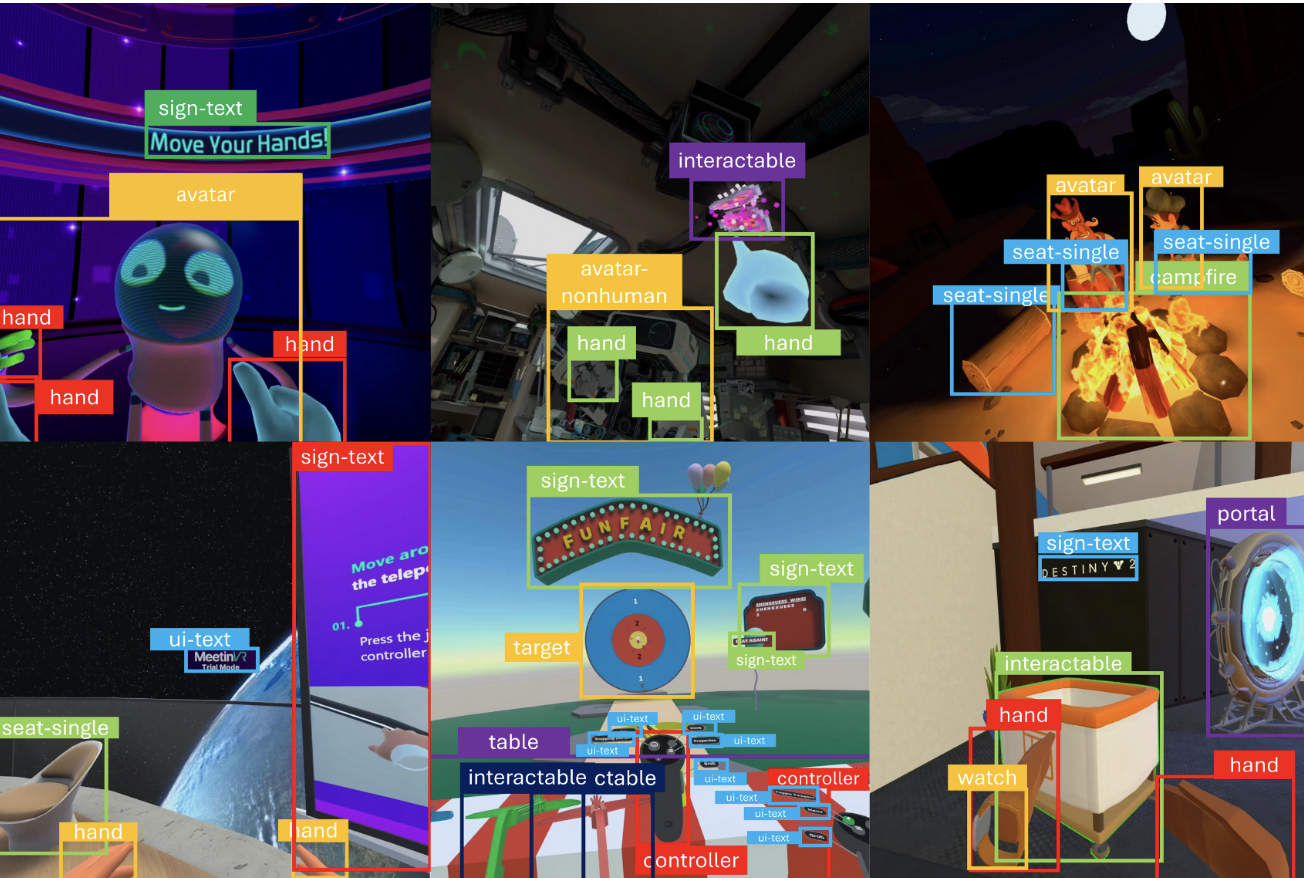 sign-text
Move Your Hands!
avatar
hand
hand
hand
interactable
avatar-
nonhuman
hand
hand
hand
avatar
avatar
seat-single
seat-single
seat-single
campfire
sign-text
Move aro
the telep
01.
Press the j
controller
ui-text
MeetinVR
Trial Mode
seat-single
hand
hand
sign-text
FUNFAIR
sign-text
target
1
2
2
1
sign-text
ui-text
ui-text
ui-text
ui-text
table
ui-text
interactable
ctable
controller
ui-text
ui-text
ui-text
controller
portal
sign-text
DESTINY 2
interactable
hand
watch
hand